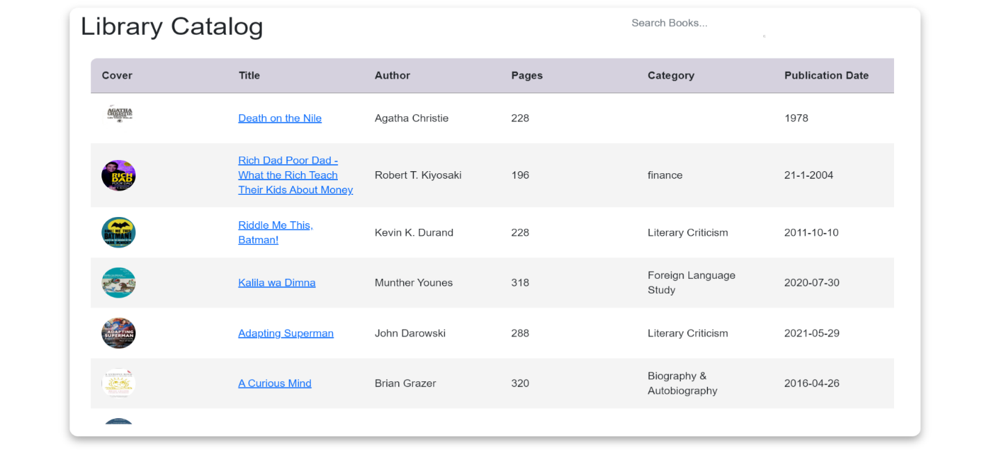 Library Catalog
Search Books...
Cover Title Author Pages Category Publication Date
AGATHA
CHRISTIE
Death on the Nile Agatha Christie 228 1978
RICH
DAD
POOR DAD
Rich Dad Poor Dad -
What the Rich Teach
Their Kids About Money
Robert T. Kiyosaki 196 finance 21-1-2004
BATMAN!
Riddle Me This,
Batman!
Kevin K. Durand 228 Literary Criticism 2011-10-10
Kalila wa Dimna Munther Younes 318
Foreign Language
Study
2020-07-30
ADAPTING
SUPERMAN
Adapting Superman John Darowski 288 Literary Criticism 2021-05-29
A CURIOUS MIND
A Curious Mind Brian Grazer 320
Biography &
Autobiography
2016-04-26